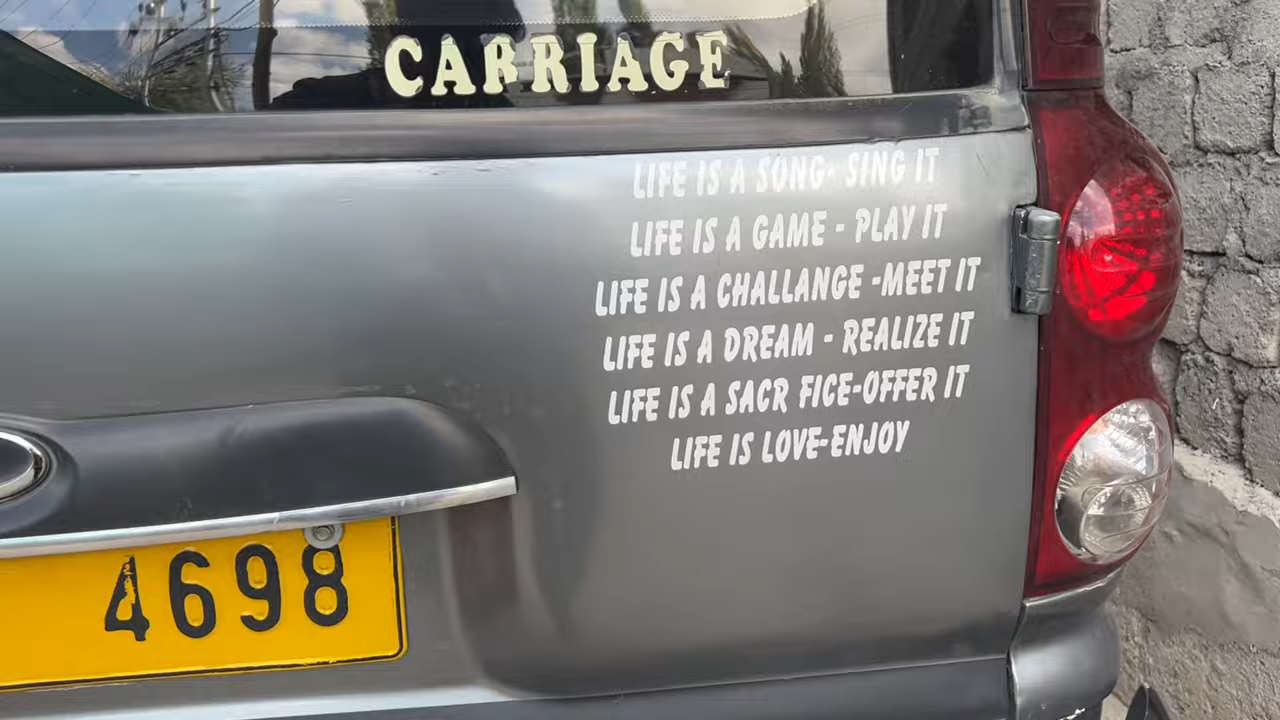 CARRIAGE
LIFE IS A SONG- SING IT
LIFE IS A GAME - PLAY IT
LIFE IS A CHALLANGE -MEET IT
LIFE IS A DREAM - REALIZE IT
LIFE IS A SACR FICE-OFFER IT
LIFE IS LOVE-ENJOY
4698